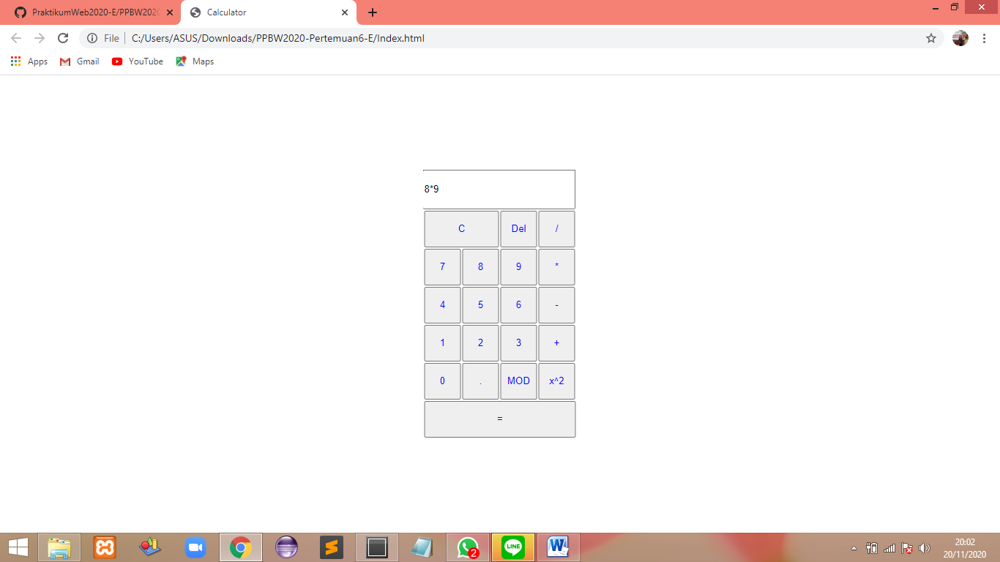 PraktikumWeb2020-E/PPBW2020
Calculator
File
C:/Users/ASUS/Downloads/PPBW2020-Pertemuan6-E/Index.html
Apps Gmail YouTube Maps
8*9
C Del /
7 8 9 *
4 5 6 -
1 2 3 +
0 . MOD x^2
=
2
LINE
W
20:02
20/11/2020